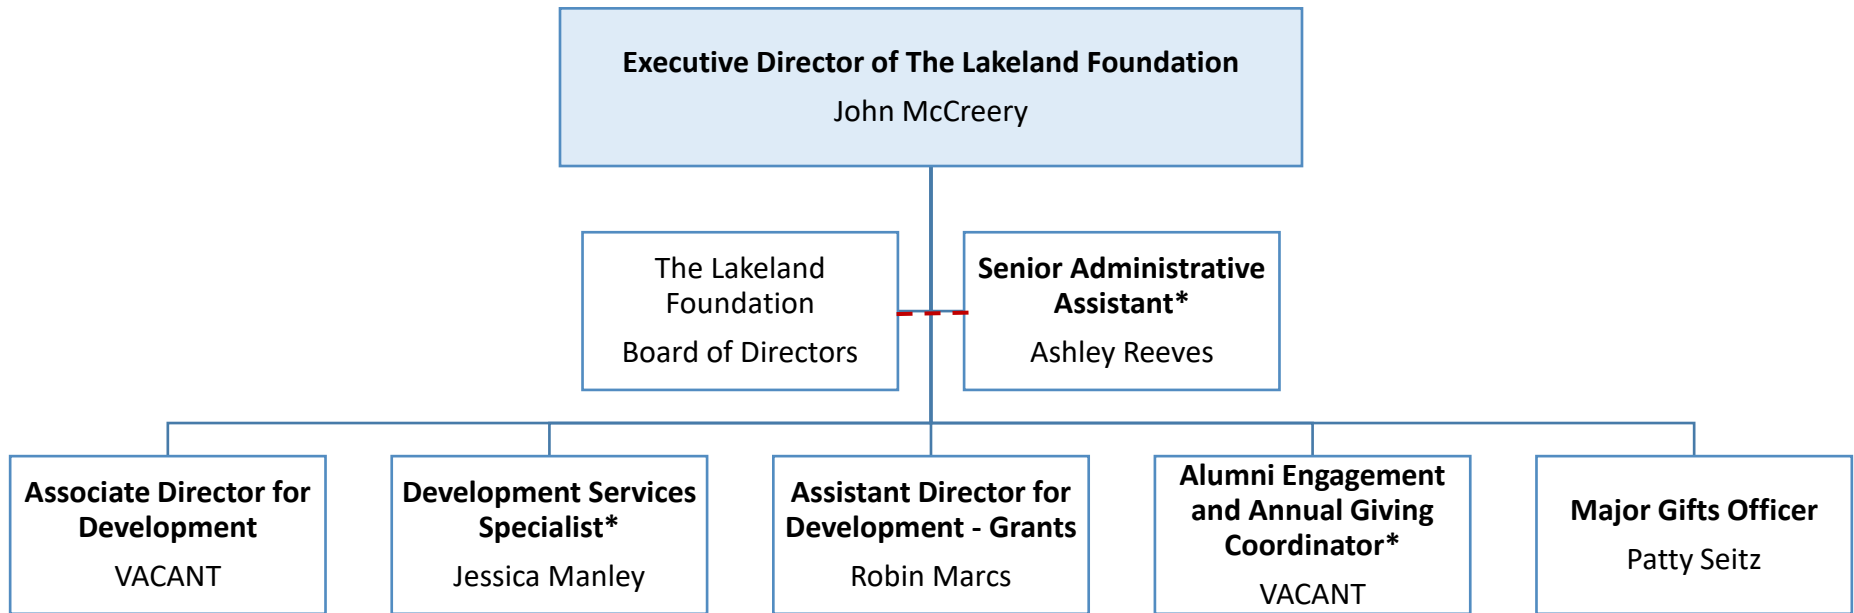 Executive Director of The Lakeland Foundation
John McCreery
The Lakeland
Foundation
Board of Directors
Senior Administrative
Assistant*
Ashley Reeves
Associate Director for
Development
VACANT
Development Services
Specialist*
Jessica Manley
Assistant Director for
Development - Grants
Robin Marcs
Alumni Engagement
and Annual Giving
Coordinator*
VACANT
Major Gifts Officer
Patty Seitz